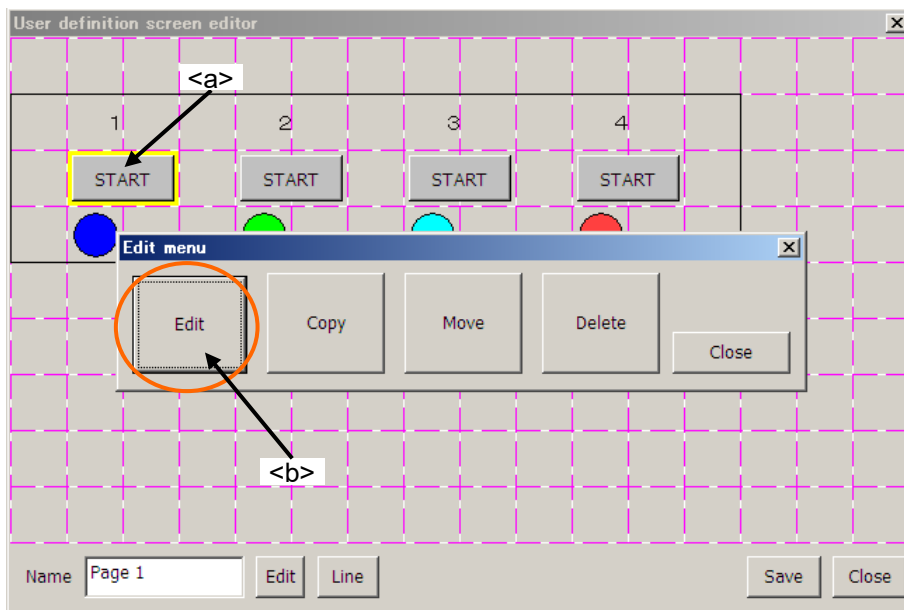 User definition screen editor
<a>
1 2 3 4
START START START START
Edit menu
Edit Copy Move Delete Close
<b>
Name Page 1 Edit Line Save Close